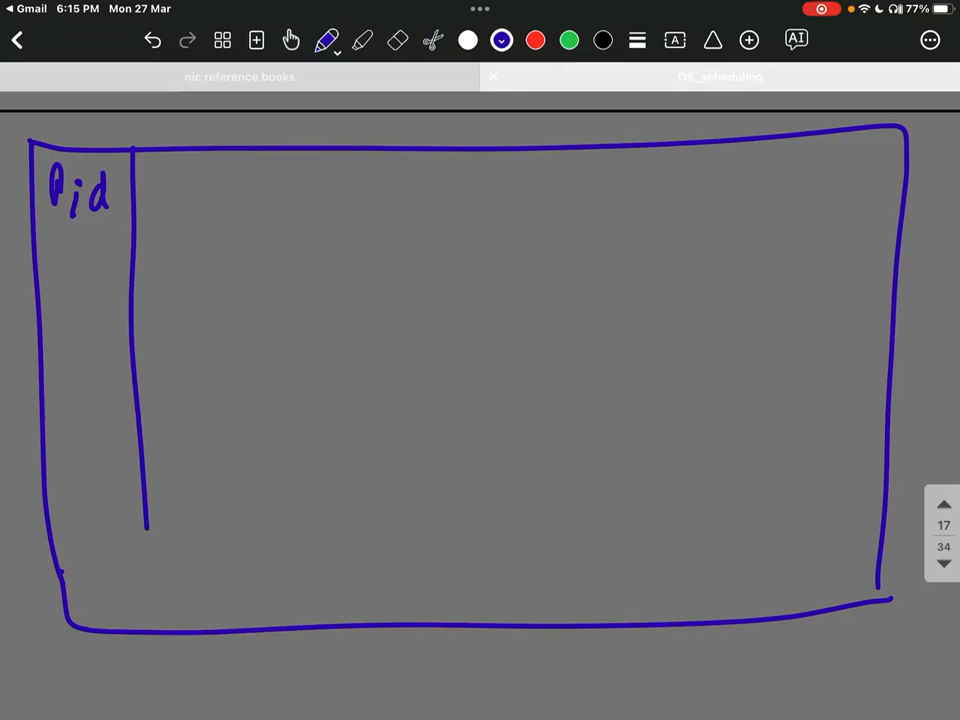 Gmail 6:15 PM Mon 27 Mar 77%
A AI
nic reference books OS_scheduling
Pid
17
34